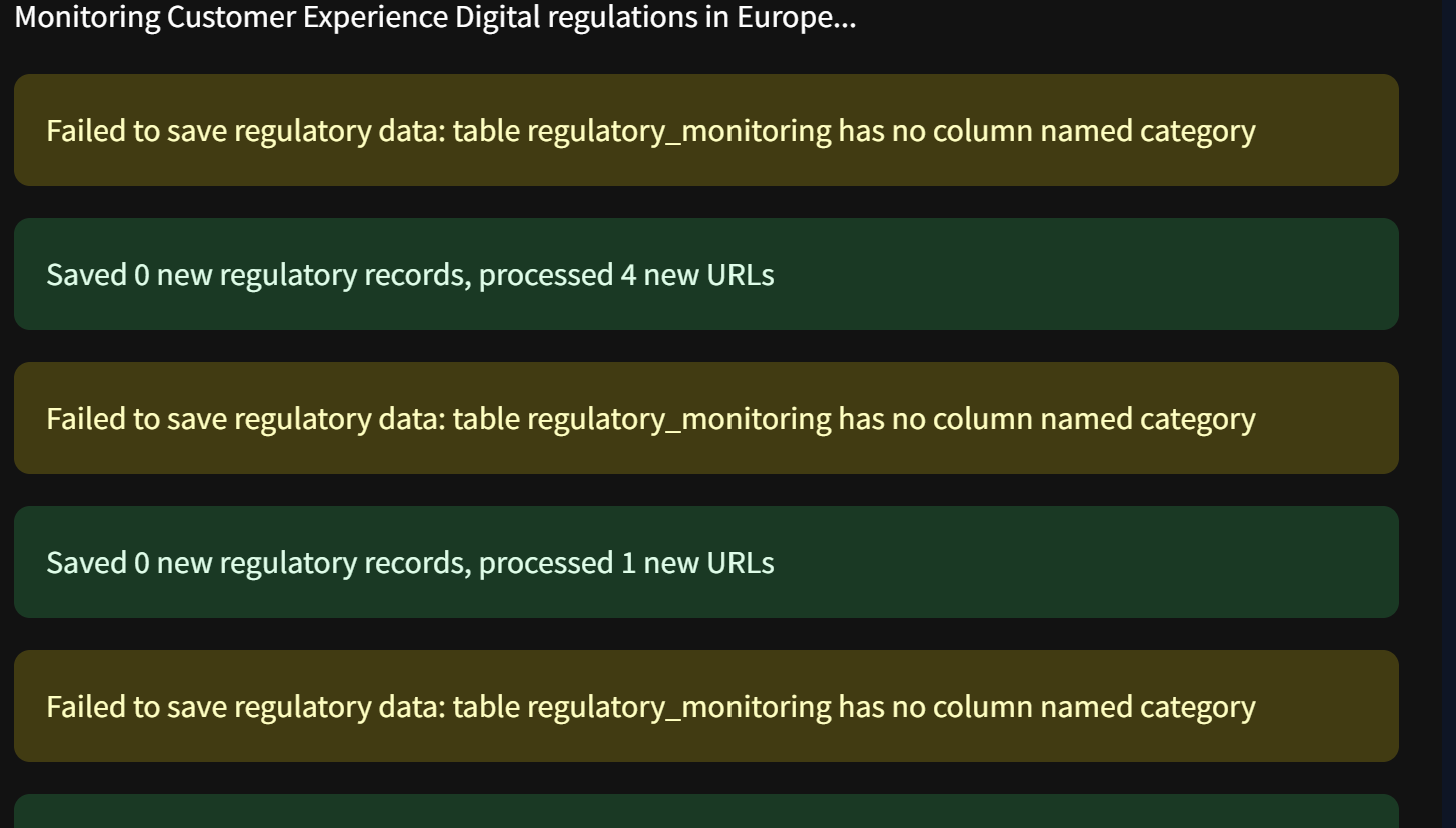 Monitoring Customer Experience Digital regulations in Europe...
Failed to save regulatory data: table regulatory_monitoring has no column named category
Saved 0 new regulatory records, processed 4 new URLs
Failed to save regulatory data: table regulatory_monitoring has no column named category
Saved 0 new regulatory records, processed 1 new URLs
Failed to save regulatory data: table regulatory_monitoring has no column named category